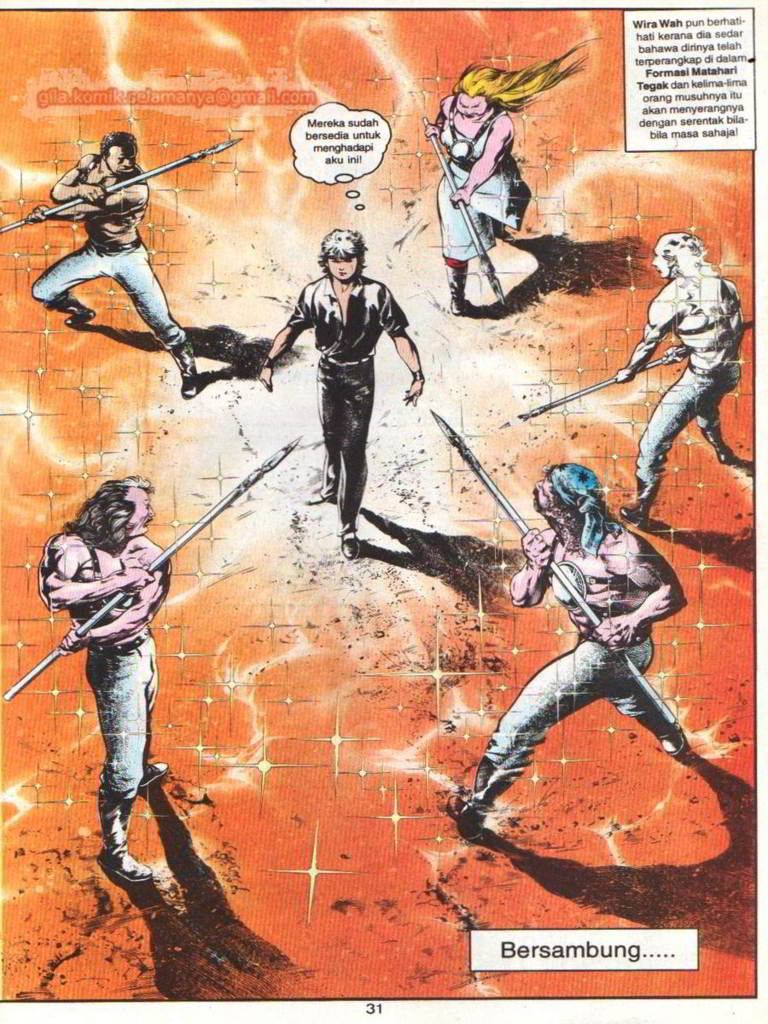 Wira Wah pun berhati-
hati kerana dia sedar
bahawa dirinya telah
terperangkap di dalam
Formasi Matahari
Tegak dan kelima-lima
orang musuhnya itu
akan menyerangnya
dengan serentak bila-
bila masa sahaja!
gila.komik.selamanya@gmail.com
Mereka sudah
bersedia untuk
menghadapi
aku ini!
Bersambung.....
31